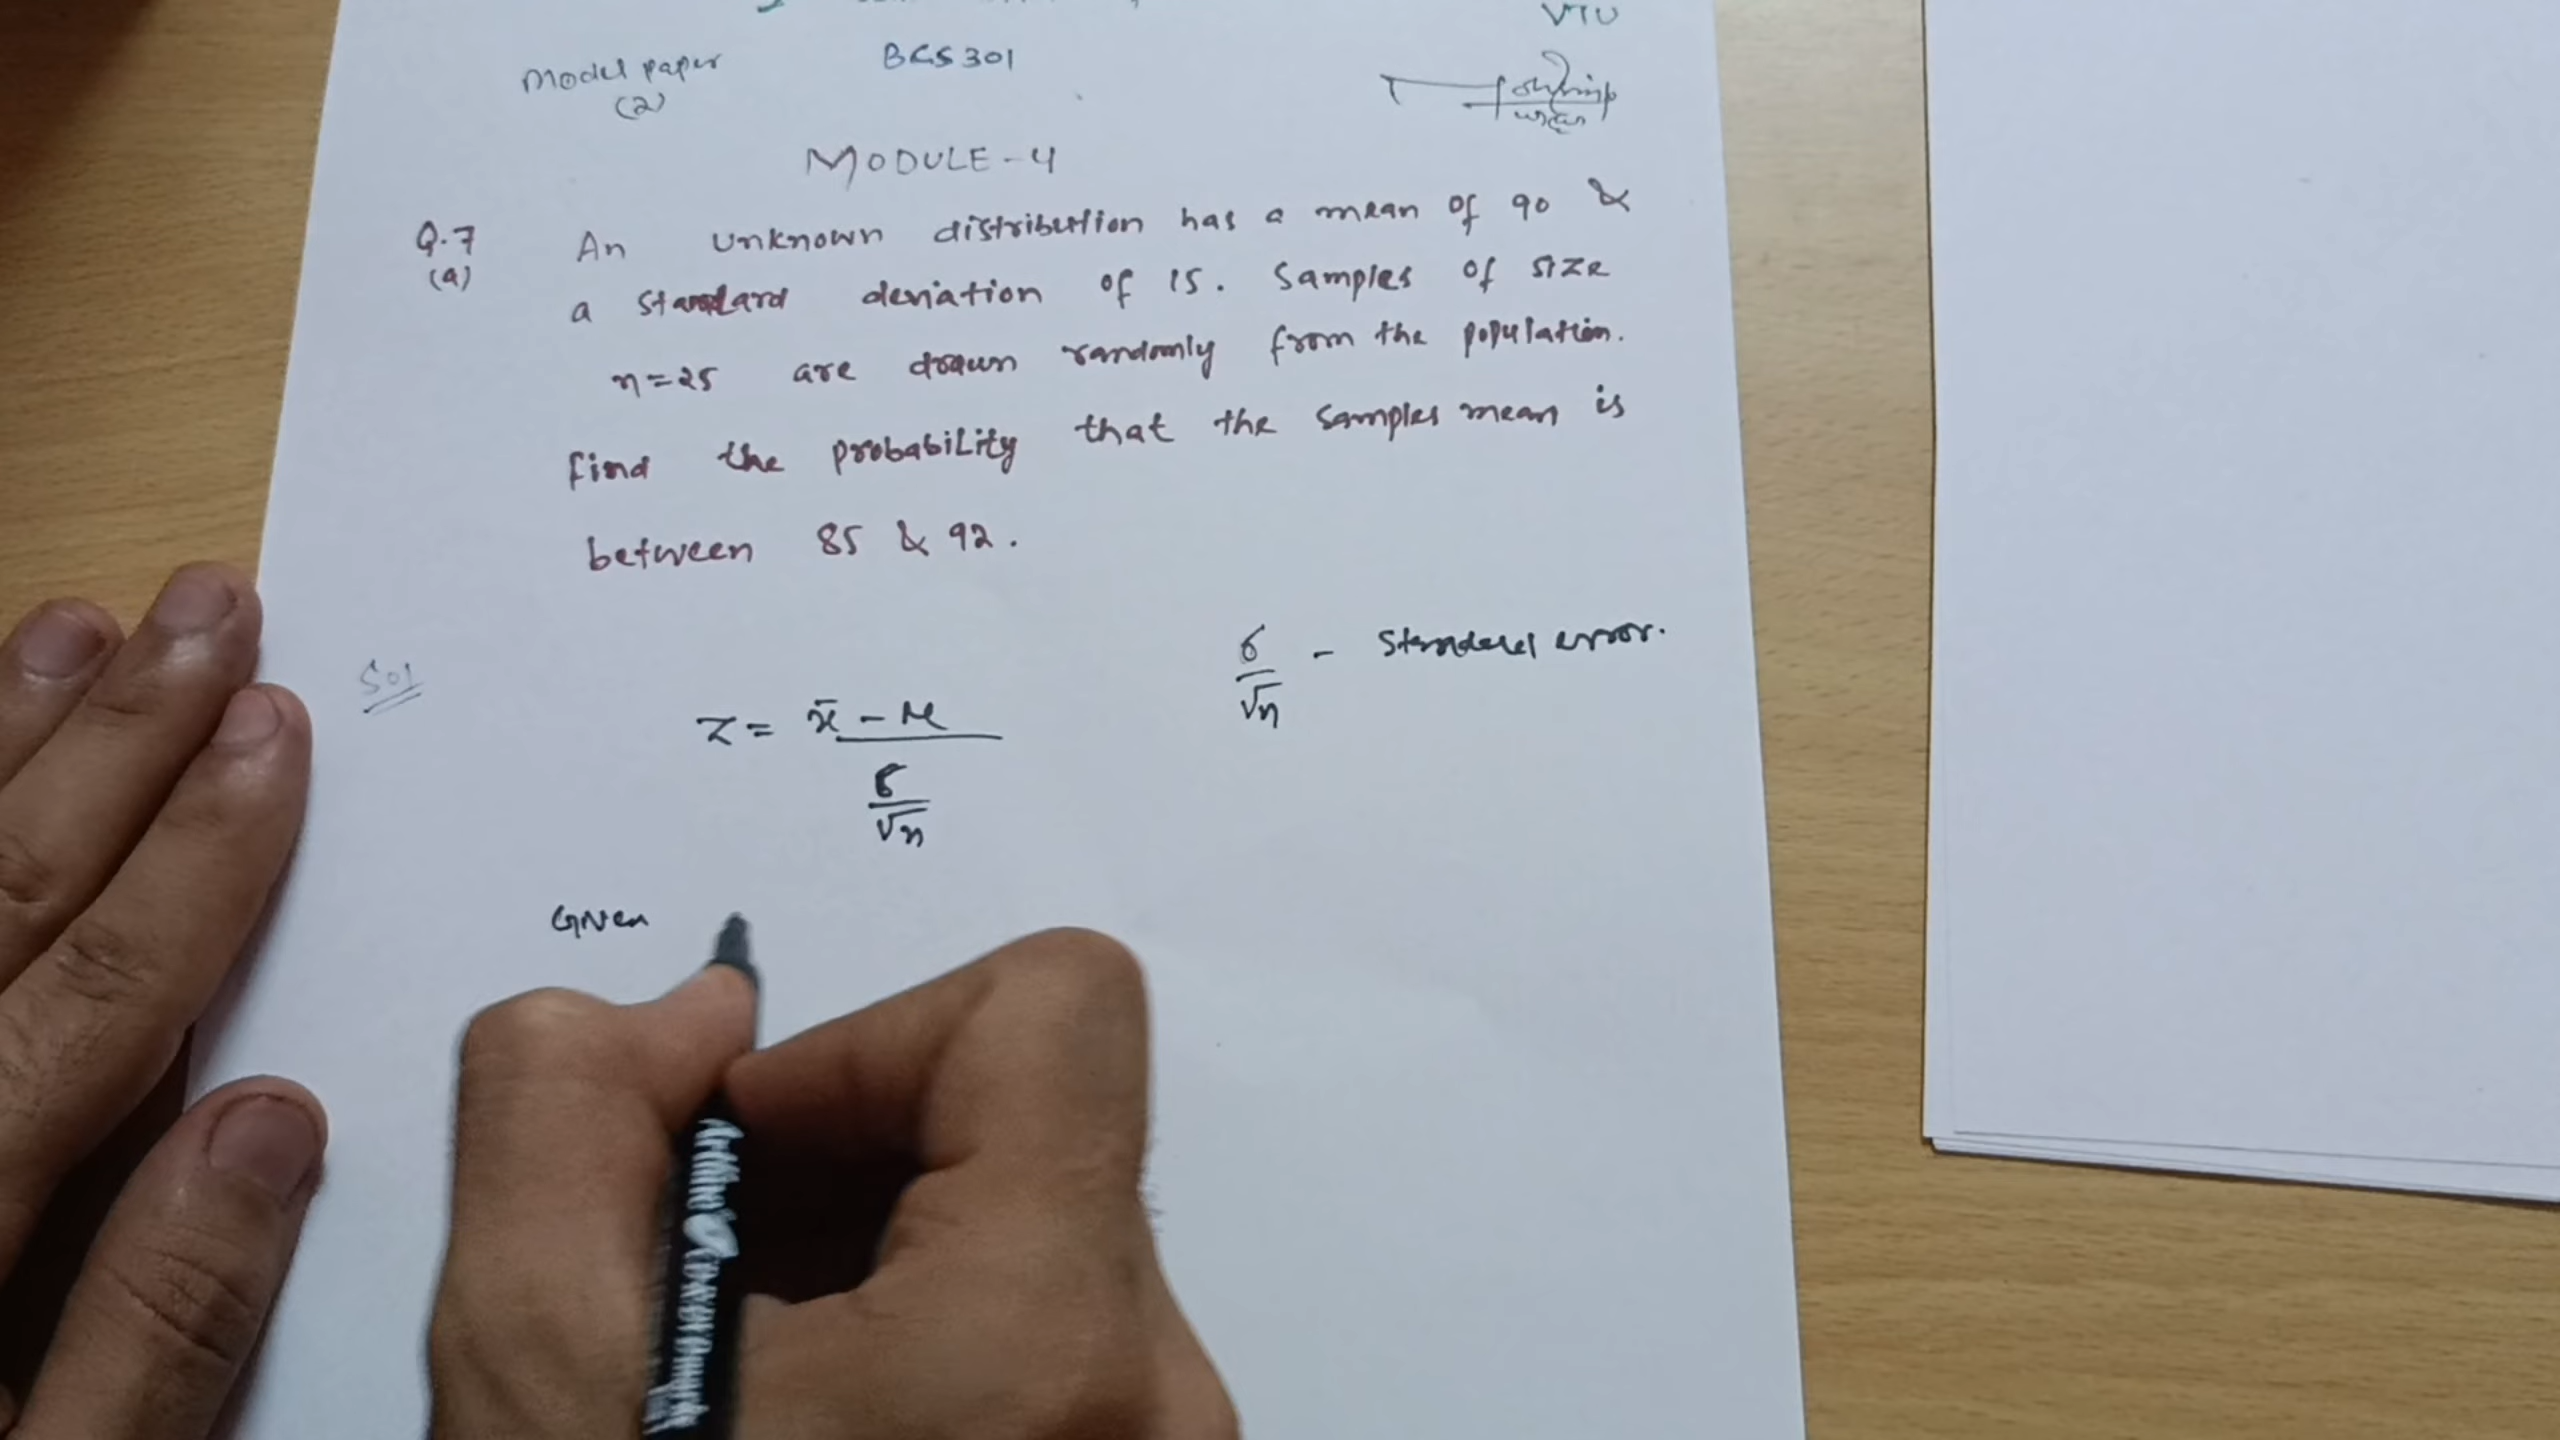 VTU
Model paper
(2)
BCS301
MODULE-4
Q.7
(a)
An unknown distribution has a mean of 90 &
a standard deviation of 15. Samples of size
n=25 are drawn randomly from the population.
find the probability that the samples mean is
between 85 & 92.
Sol
σ/√n - Standard error.
Z = x̄ - μ
σ/√n
Given
Artline